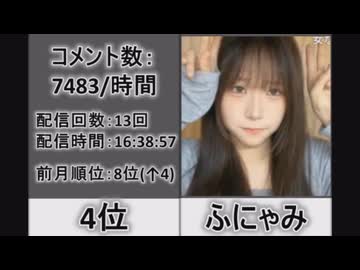 コメント数：
7483/時間
配信回数：13回
配信時間：16:38:57
前月順位：8位(↑4)
4位
ふにゃみ